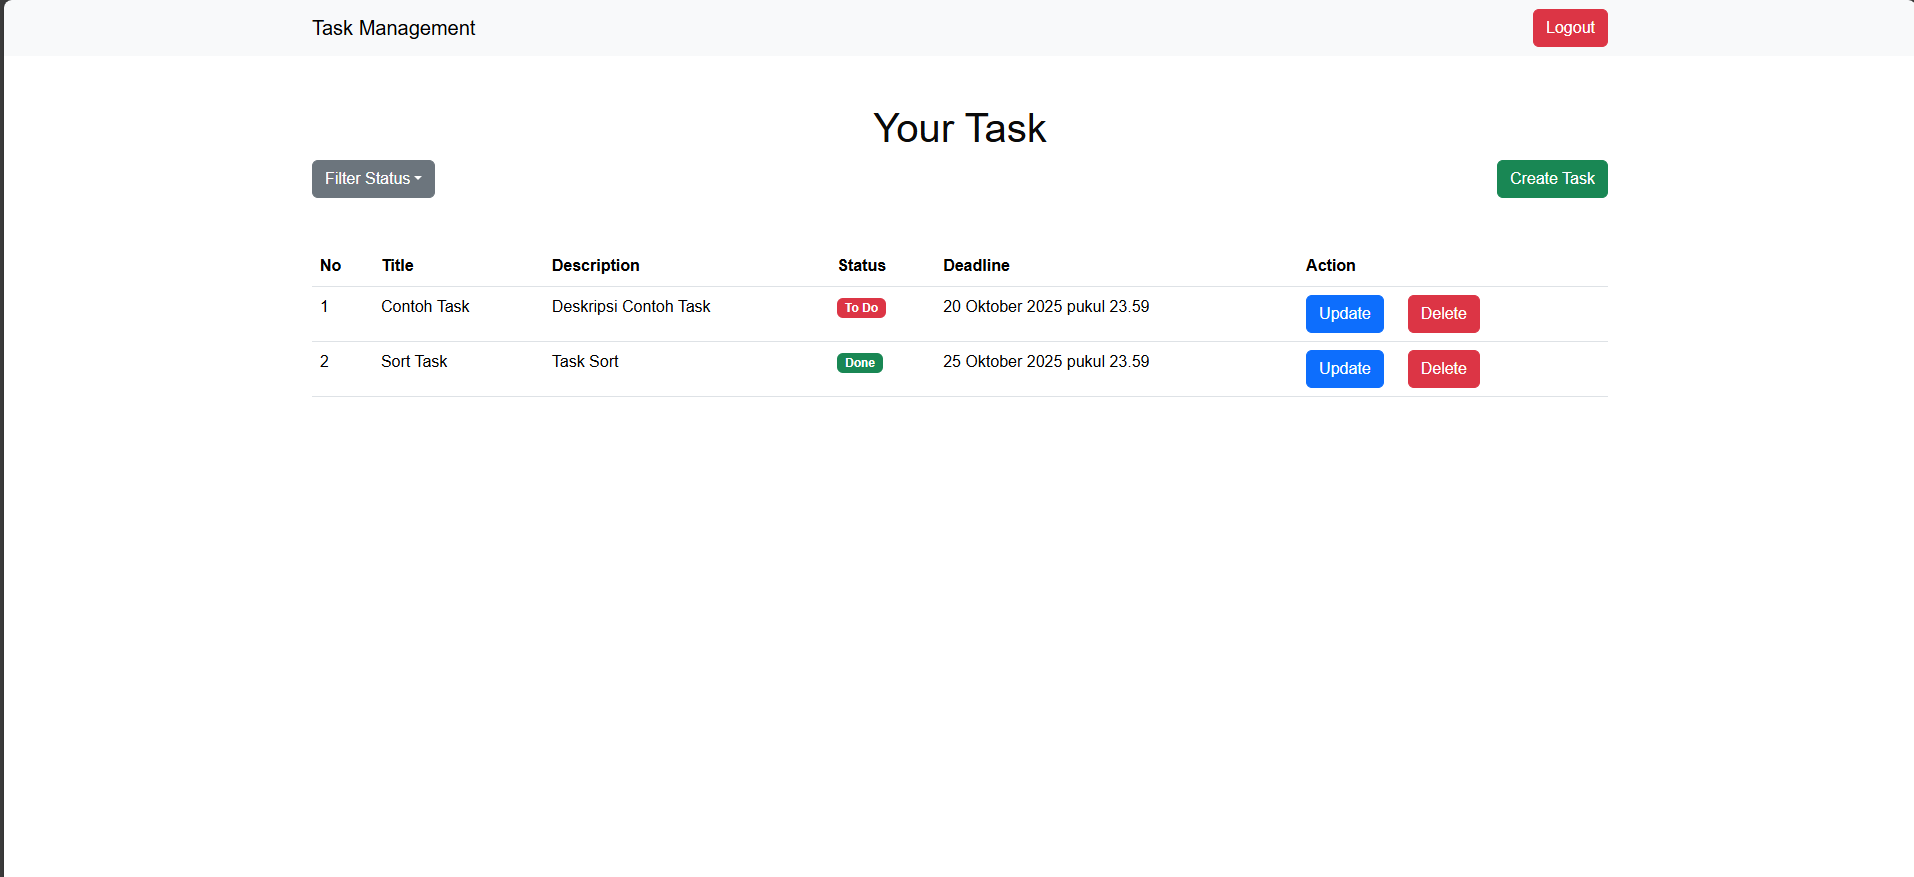 Task Management Logout
Your Task
Filter Status Create Task
No Title Description Status Deadline Action
1 Contoh Task Deskripsi Contoh Task To Do 20 Oktober 2025 pukul 23.59 Update Delete
2 Sort Task Task Sort Done 25 Oktober 2025 pukul 23.59 Update Delete